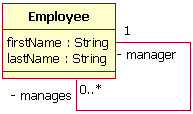 Employee
firstName : String
lastName : String
1
- manager
- manages
0..*